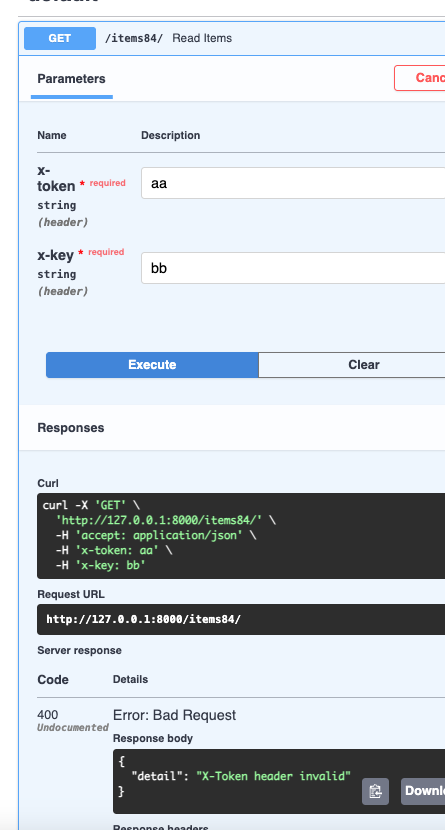 GET /items84/ Read Items
Parameters
Canc
Name Description
x-
token * required
string
(header)
aa
x-key * required
string
(header)
bb
Execute Clear
Responses
Curl
curl -X 'GET' \
'http://127.0.0.1:8000/items84/' \
-H 'accept: application/json' \
-H 'x-token: aa' \
-H 'x-key: bb'
Request URL
http://127.0.0.1:8000/items84/
Server response
Code Details
400
Undocumented
Error: Bad Request
Response body
{
"detail": "X-Token header invalid"
}
Downl
Response headers